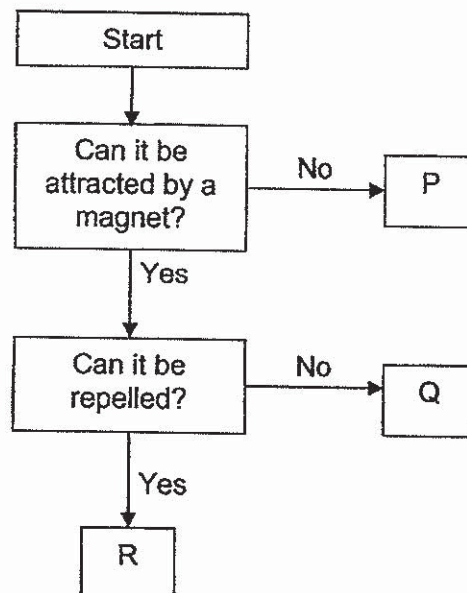 Start
Can it be
attracted by a
magnet?
No
P
Yes
Can it be
repelled?
No
Q
Yes
R